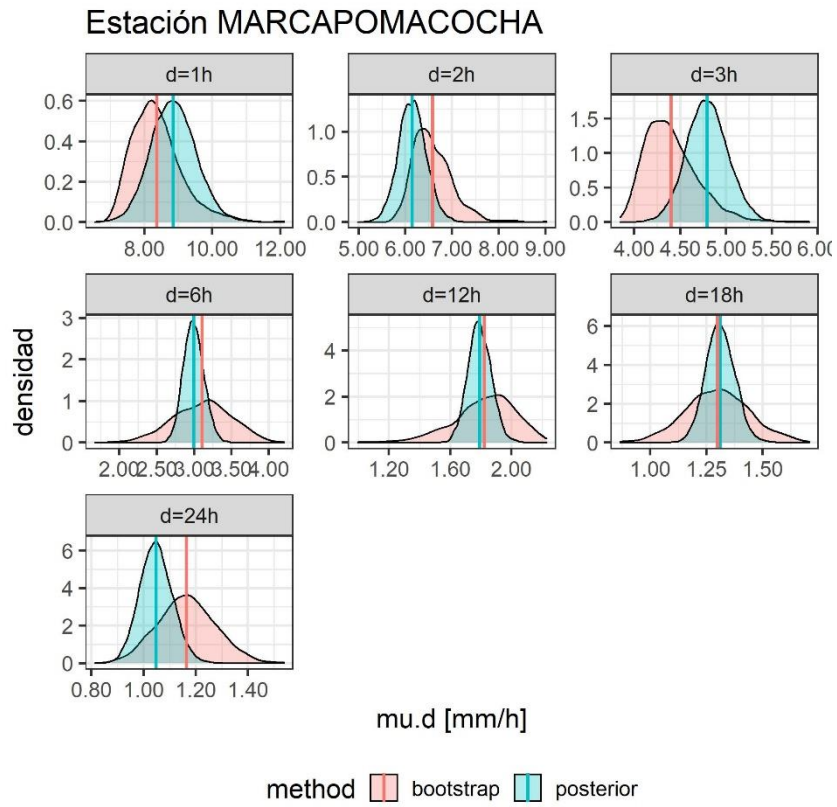 Estación MARCAPOMACOCHA
d=1h d=2h d=3h
0.6
0.4
0.2
0.0
8.00 10.00 12.00
1.0
0.5
0.0
5.00 6.00 7.00 8.00 9.00
1.5
1.0
0.5
0.0
4.00 4.50 5.00 5.50 6.00
d=6h d=12h d=18h
3
2
1
0
2.00 2.50 3.00 3.50 4.00
4
2
0
1.20 1.60 2.00
6
4
2
0
1.00 1.25 1.50
d=24h
6
4
2
0
0.80 1.00 1.20 1.40
densidad
mu.d [mm/h]
method bootstrap posterior